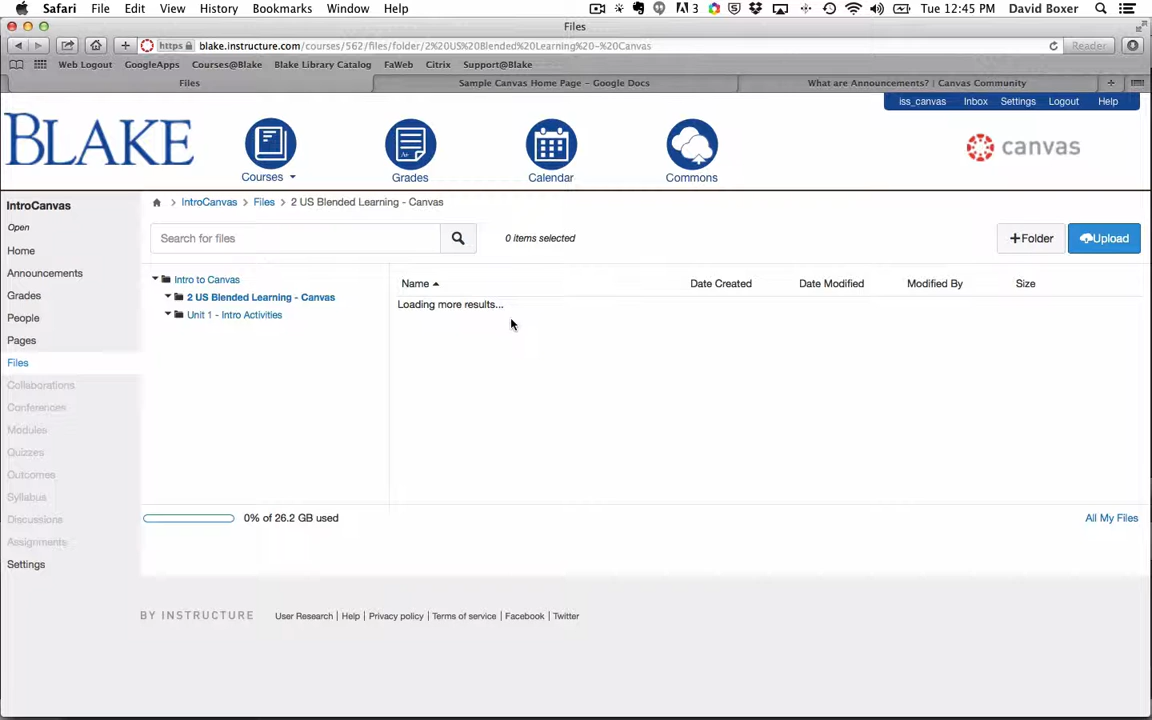 Safari File Edit View History Bookmarks Window Help 3 5 Tue 12:45 PM David Boxer
Files
https blake.instructure.com/courses/562/files/folder/2%20US%20Blended%20Learning%20-%20Canvas Reader
Web Logout GoogleApps Courses@Blake Blake Library Catalog FaWeb Citrix Support@Blake
Files Sample Canvas Home Page – Google Docs What are Announcements? | Canvas Community
iss_canvas Inbox Settings Logout Help
BLAKE
Courses Grades Calendar Commons
canvas
IntroCanvas
Open
Home
Announcements
Grades
People
Pages
Files
Collaborations
Conferences
Modules
Quizzes
Outcomes
Syllabus
Discussions
Assignments
Settings
IntroCanvas Files 2 US Blended Learning - Canvas
Search for files 0 items selected +Folder Upload
Intro to Canvas
2 US Blended Learning - Canvas
Unit 1 - Intro Activities
Name Date Created Date Modified Modified By Size
Loading more results...
0% of 26.2 GB used All My Files
BY INSTRUCTURE User Research | Help | Privacy policy | Terms of service | Facebook | Twitter